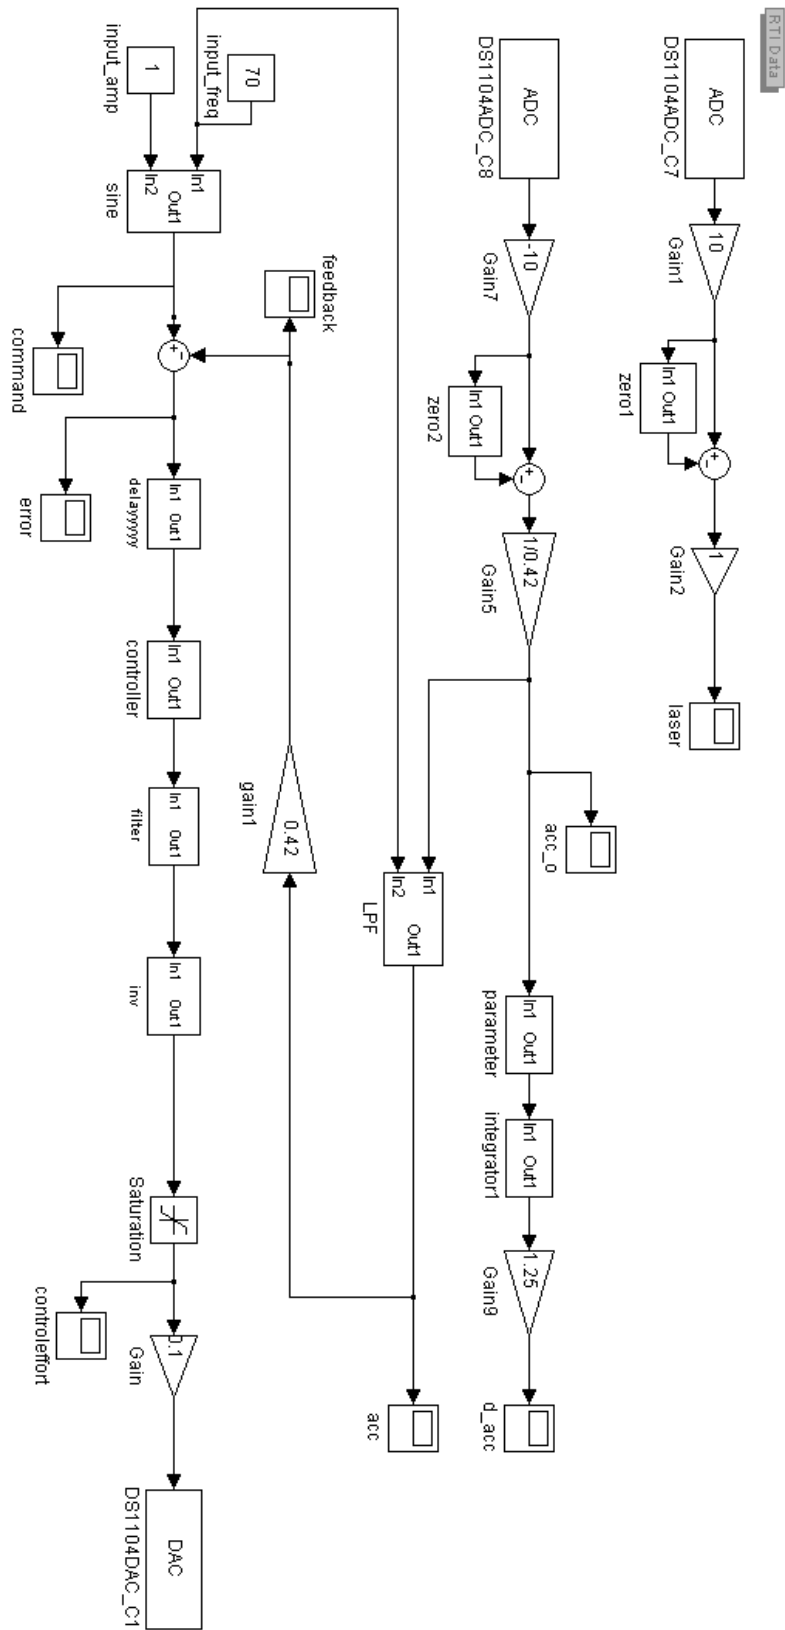 RTI Data
ADC
DS1104ADC_C7
10
Gain1
In1 Out1
zero1
1
Gain2
laser
ADC
DS1104ADC_C8
-10
Gain7
In1 Out1
zero2
1/0.42
Gain5
acc_o
In1 Out1
parameter
In1 Out1
integrator1
1.25
Gain9
d_acc
In1
In2
Out1
LPF
acc
feedback
0.42
gain1
70
input_freq
1
input_amp
In1
In2
Out1
sine
command
error
In1 Out1
delayyyyy
In1 Out1
controller
In1 Out1
filter
In1 Out1
inv
Saturation
controleffort
0.1
Gain
DAC
DS1104DAC_C1